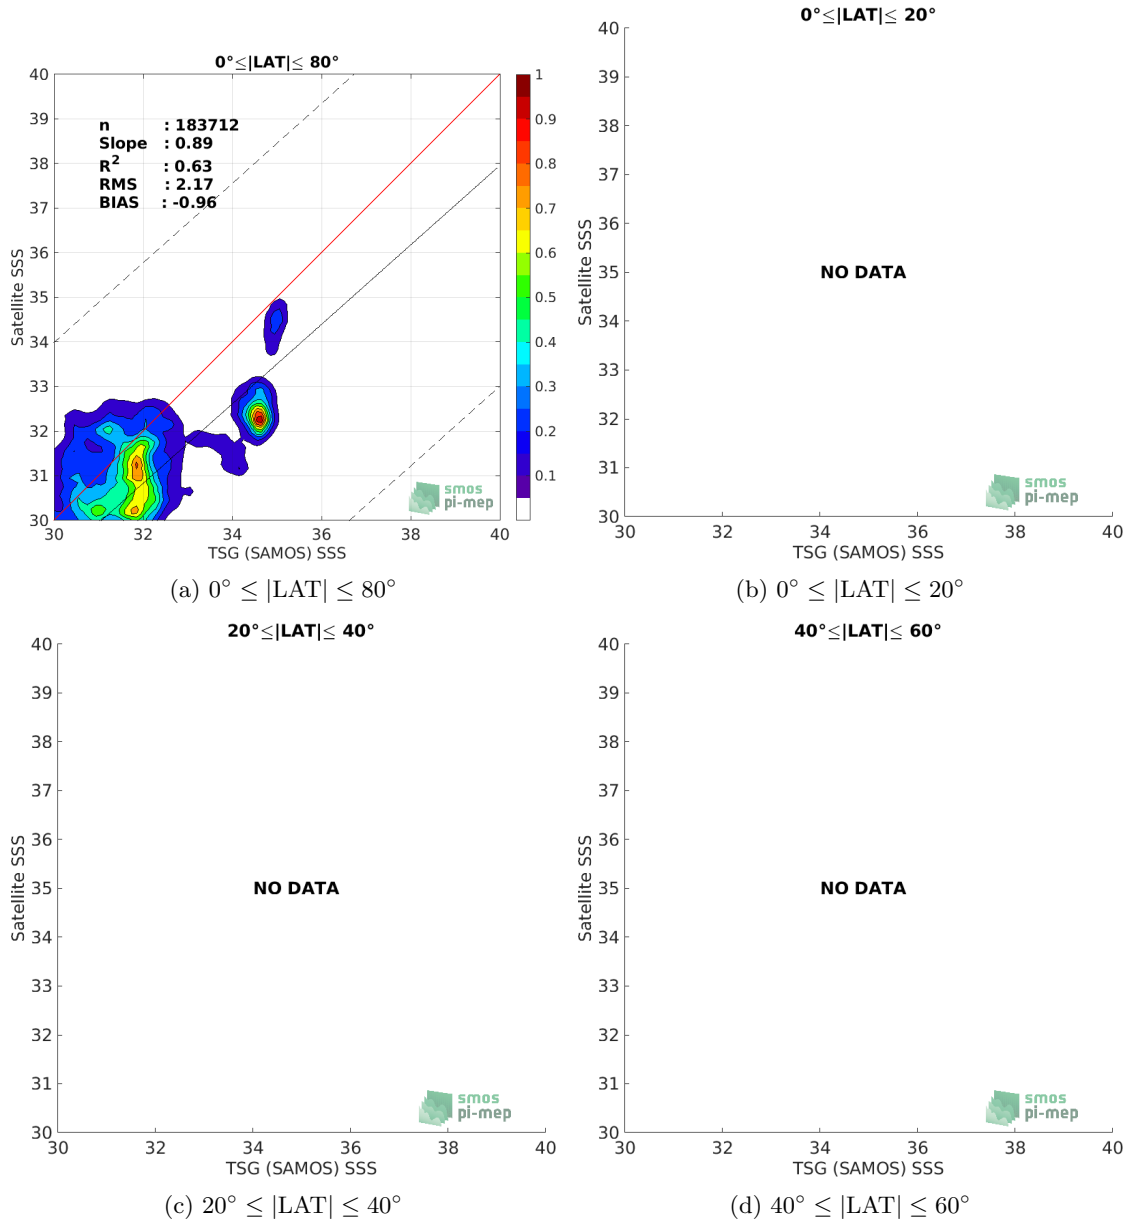 0°≤|LAT|≤ 80°
40
39
38
37
36
35
34
33
32
31
30
Satellite SSS
n : 183712
Slope : 0.89
R² : 0.63
RMS : 2.17
BIAS : -0.96
1
0.9
0.8
0.7
0.6
0.5
0.4
0.3
0.2
0.1
smos
pi-mep
30 32 34 36 38 40
TSG (SAMOS) SSS
(a) 0° ≤ |LAT| ≤ 80°
0°≤|LAT|≤ 20°
40
39
38
37
36
35
34
33
32
31
30
Satellite SSS
NO DATA
smos
pi-mep
30 32 34 36 38 40
TSG (SAMOS) SSS
(b) 0° ≤ |LAT| ≤ 20°
20°≤|LAT|≤ 40°
40
39
38
37
36
35
34
33
32
31
30
Satellite SSS
NO DATA
smos
pi-mep
30 32 34 36 38 40
TSG (SAMOS) SSS
(c) 20° ≤ |LAT| ≤ 40°
40°≤|LAT|≤ 60°
40
39
38
37
36
35
34
33
32
31
30
Satellite SSS
NO DATA
smos
pi-mep
30 32 34 36 38 40
TSG (SAMOS) SSS
(d) 40° ≤ |LAT| ≤ 60°